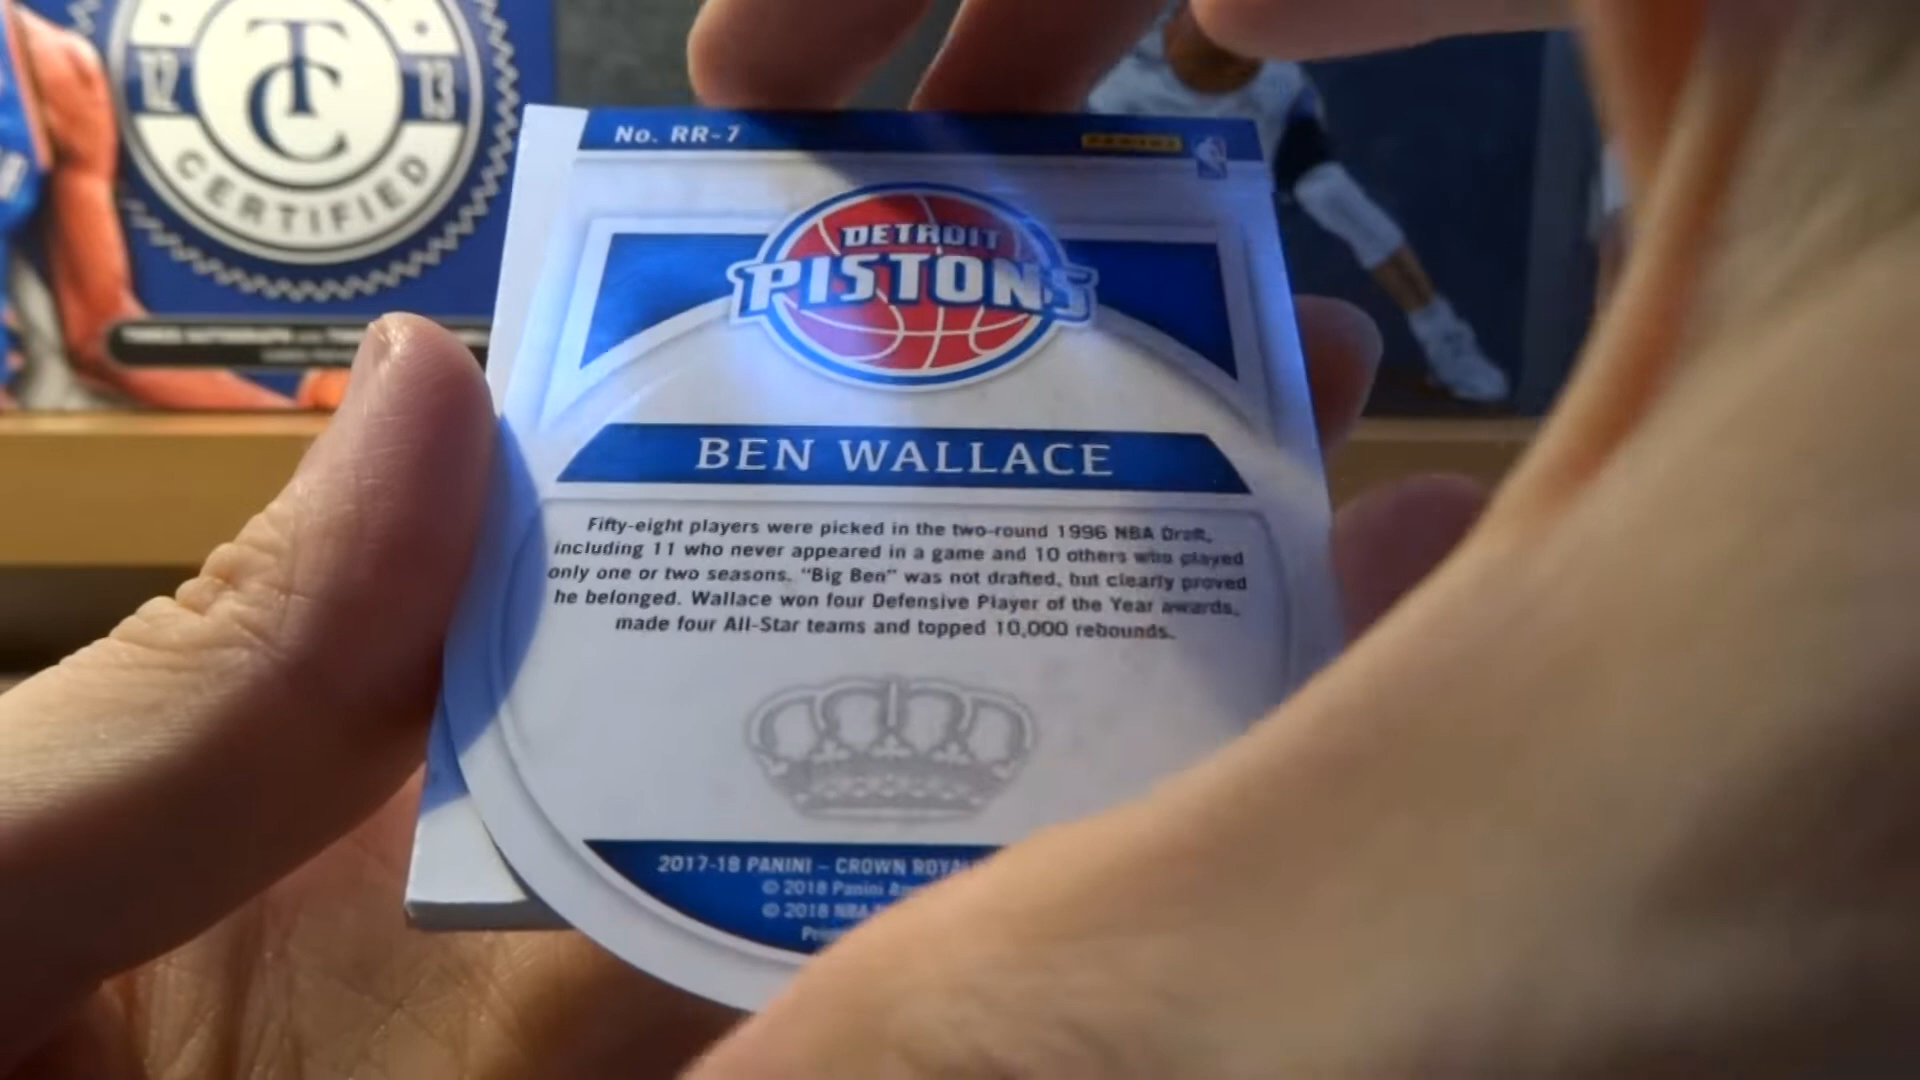 TC
12 13
CERTIFIED
No. RR-7
PANINI
DETROIT
PISTONS
BEN WALLACE
Fifty-eight players were picked in the two-round 1996 NBA Draft,
including 11 who never appeared in a game and 10 others who played
only one or two seasons. "Big Ben" was not drafted, but clearly proved
he belonged. Wallace won four Defensive Player of the Year awards,
made four All-Star teams and topped 10,000 rebounds.
2017-18 PANINI – CROWN
© 2018 Panini
© 2018 NBA